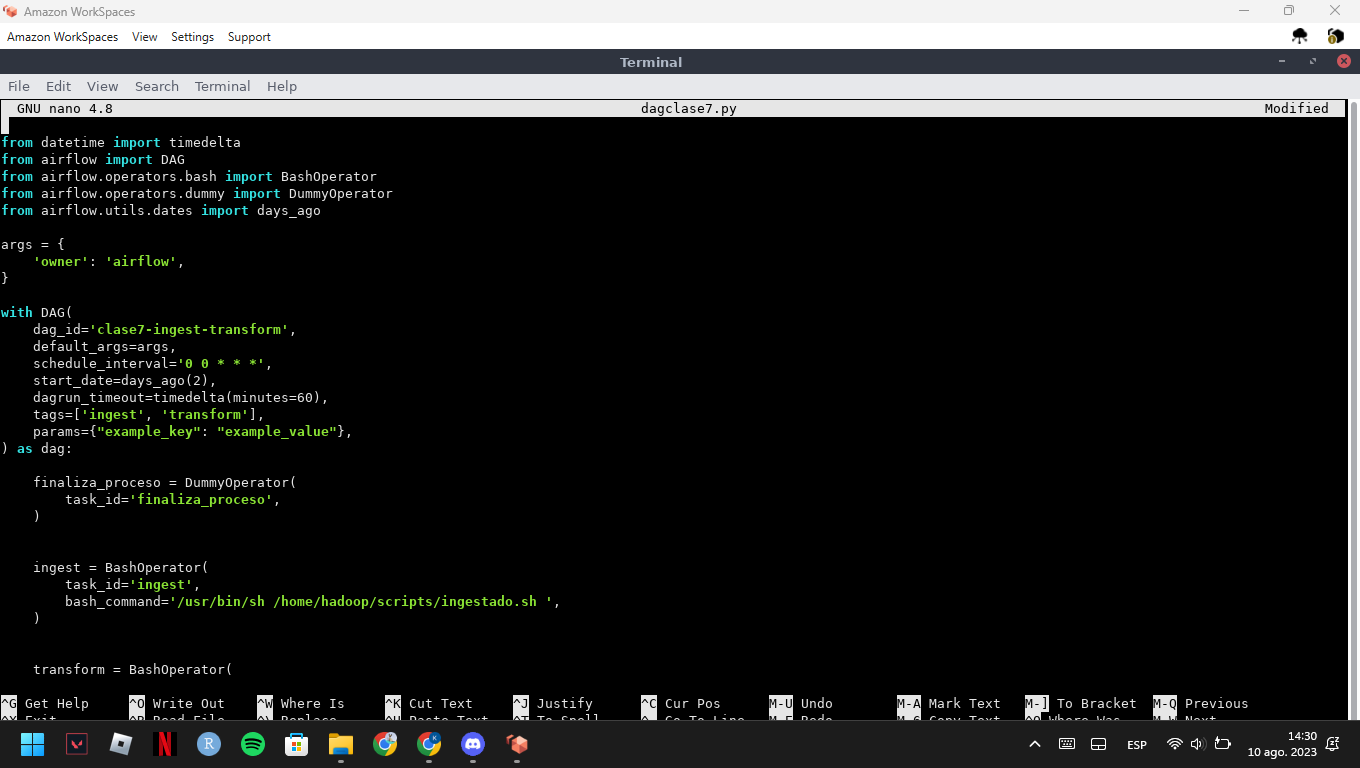 Amazon WorkSpaces
Amazon WorkSpaces View Settings Support
Terminal
File Edit View Search Terminal Help
GNU nano 4.8 dagclase7.py Modified
from datetime import timedelta
from airflow import DAG
from airflow.operators.bash import BashOperator
from airflow.operators.dummy import DummyOperator
from airflow.utils.dates import days_ago
args = {
    'owner': 'airflow',
}
with DAG(
    dag_id='clase7-ingest-transform',
    default_args=args,
    schedule_interval='0 0 * * *',
    start_date=days_ago(2),
    dagrun_timeout=timedelta(minutes=60),
    tags=['ingest', 'transform'],
    params={"example_key": "example_value"},
) as dag:
    finaliza_proceso = DummyOperator(
        task_id='finaliza_proceso',
    )
    ingest = BashOperator(
        task_id='ingest',
        bash_command='/usr/bin/sh /home/hadoop/scripts/ingestado.sh ',
    )
    transform = BashOperator(
^G Get Help ^O Write Out ^W Where Is ^K Cut Text ^J Justify ^C Cur Pos M-U Undo M-A Mark Text M-] To Bracket M-Q Previous
^X Exit ^R Read File ^\ Replace ^U Paste Text ^T To Spell ^_ Go To Line M-E Redo M-6 Copy Text ^Q Where Was M-W Next
R K ESP 14:30
10 ago. 2023